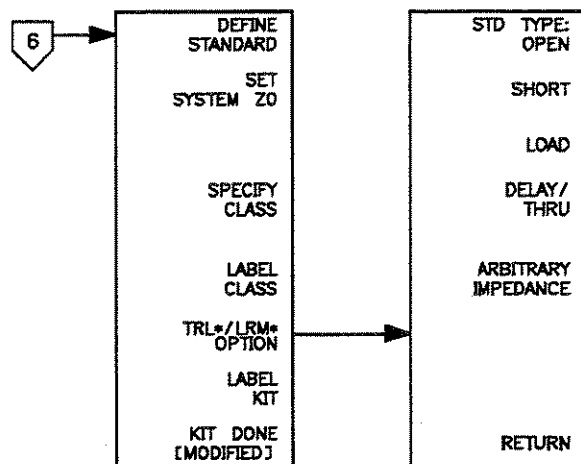 6
DEFINE
STANDARD
SET
SYSTEM Z0
SPECIFY
CLASS
LABEL
CLASS
TRL*/LRM*
OPTION
LABEL
KIT
KIT DONE
[MODIFIED]
STD TYPE:
OPEN
SHORT
LOAD
DELAY/
THRU
ARBITRARY
IMPEDANCE
RETURN